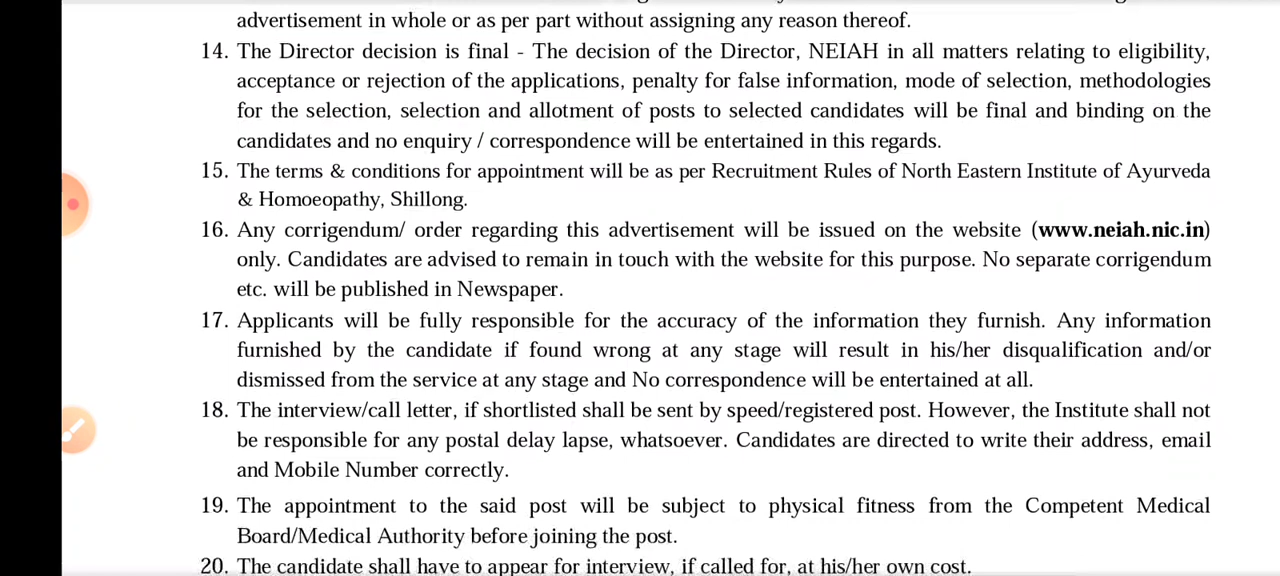 advertisement in whole or as per part without assigning any reason thereof.
14. The Director decision is final - The decision of the Director, NEIAH in all matters relating to eligibility,
acceptance or rejection of the applications, penalty for false information, mode of selection, methodologies
for the selection, selection and allotment of posts to selected candidates will be final and binding on the
candidates and no enquiry / correspondence will be entertained in this regards.
15. The terms & conditions for appointment will be as per Recruitment Rules of North Eastern Institute of Ayurveda
& Homoeopathy, Shillong.
16. Any corrigendum/ order regarding this advertisement will be issued on the website (www.neiah.nic.in)
only. Candidates are advised to remain in touch with the website for this purpose. No separate corrigendum
etc. will be published in Newspaper.
17. Applicants will be fully responsible for the accuracy of the information they furnish. Any information
furnished by the candidate if found wrong at any stage will result in his/her disqualification and/or
dismissed from the service at any stage and No correspondence will be entertained at all.
18. The interview/call letter, if shortlisted shall be sent by speed/registered post. However, the Institute shall not
be responsible for any postal delay lapse, whatsoever. Candidates are directed to write their address, email
and Mobile Number correctly.
19. The appointment to the said post will be subject to physical fitness from the Competent Medical
Board/Medical Authority before joining the post.
20. The candidate shall have to appear for interview, if called for, at his/her own cost.